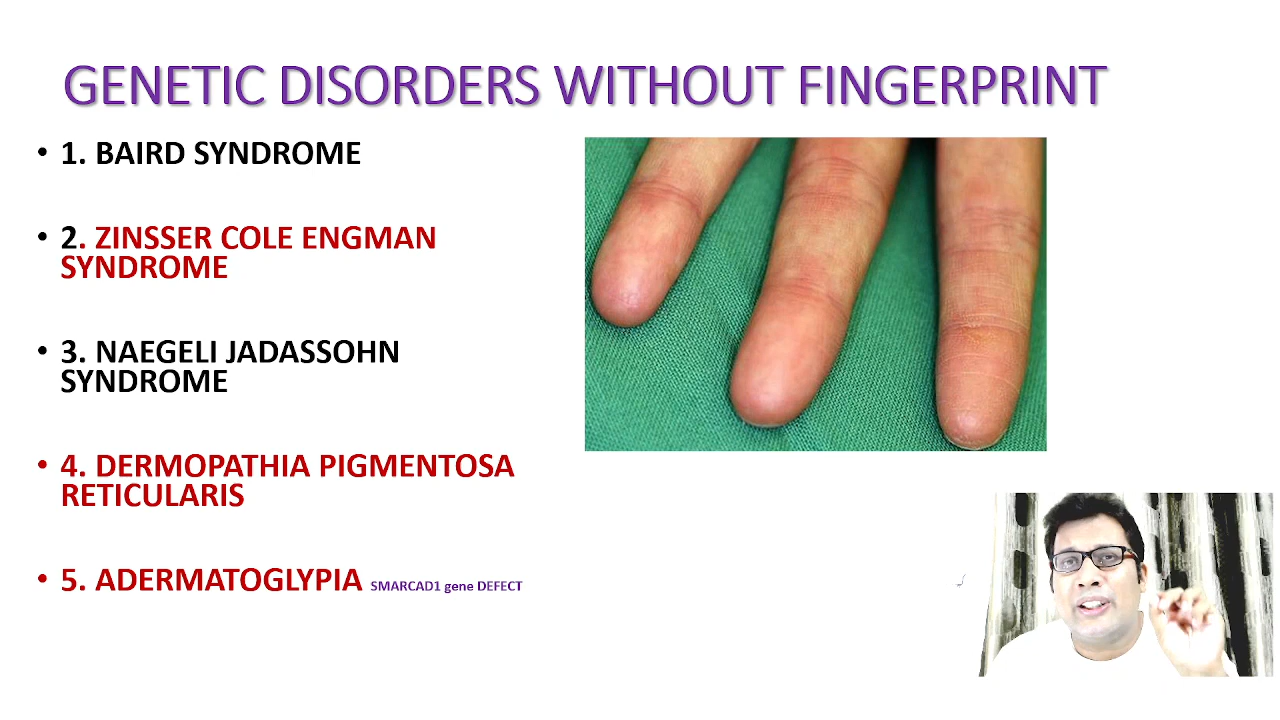 GENETIC DISORDERS WITHOUT FINGERPRINT
• 1. BAIRD SYNDROME
• 2. ZINSSER COLE ENGMAN
SYNDROME
• 3. NAEGELI JADASSOHN
SYNDROME
• 4. DERMOPATHIA PIGMENTOSA
RETICULARIS
• 5. ADERMATOGLYPIA SMARCAD1 gene DEFECT